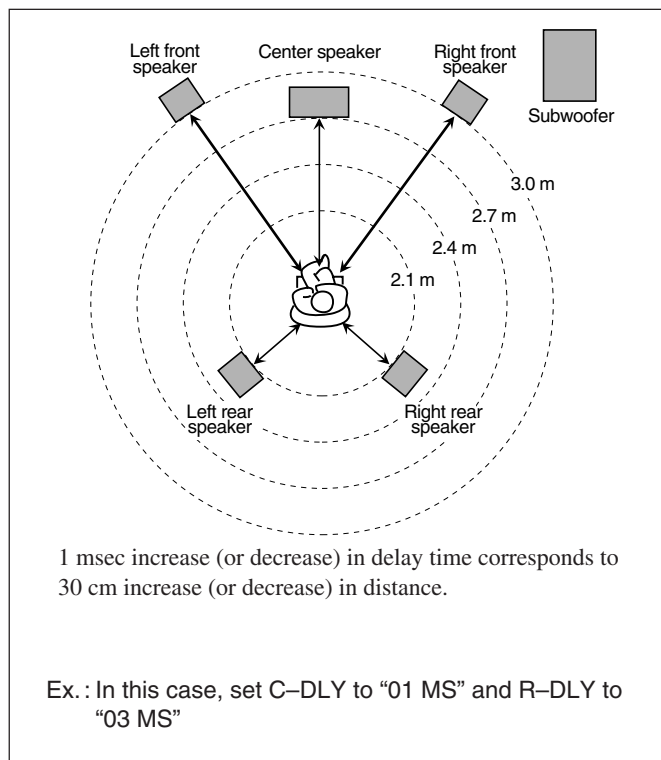 Left front
speaker
Center speaker
Right front
speaker
Subwoofer
3.0 m
2.7 m
2.4 m
2.1 m
Left rear
speaker
Right rear
speaker
1 msec increase (or decrease) in delay time corresponds to
30 cm increase (or decrease) in distance.
Ex.: In this case, set C–DLY to “01 MS” and R–DLY to
“03 MS”